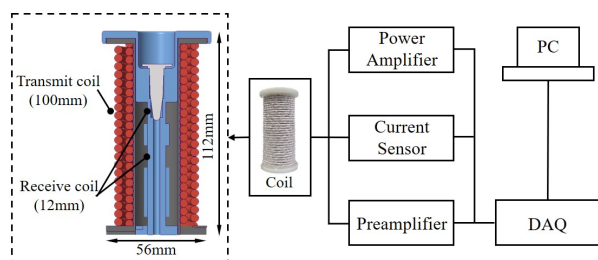 Transmit coil
(100mm)
Receive coil
(12mm)
112mm
56mm
Coil
Power
Amplifier
Current
Sensor
Preamplifier
PC
DAQ